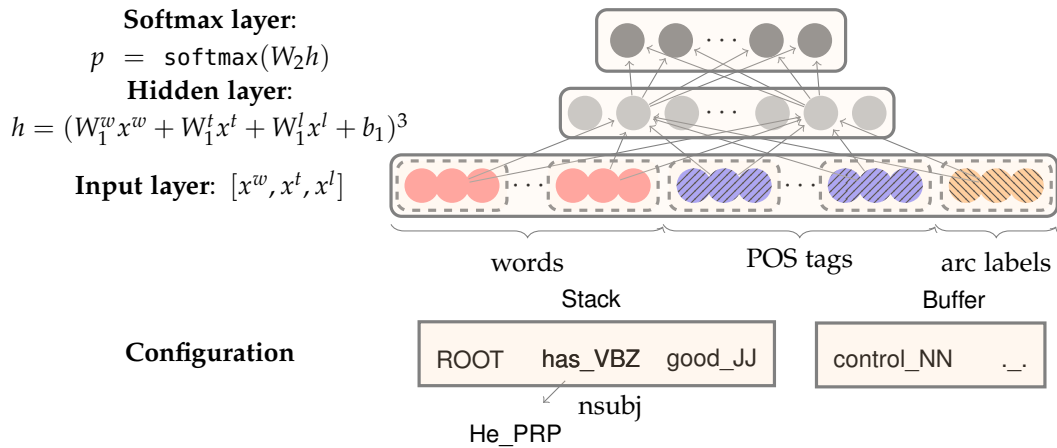 Softmax layer:
p = softmax(W₂h)
Hidden layer:
h = (W₁ʷxʷ + W₁ᵗxᵗ + W₁ˡxˡ + b₁)³
Input layer: [xʷ, xᵗ, xˡ]
· · ·
· · ·
· · · · · ·
words POS tags arc labels
Stack Buffer
Configuration ROOT has_VBZ good_JJ control_NN ._.
nsubj
He_PRP